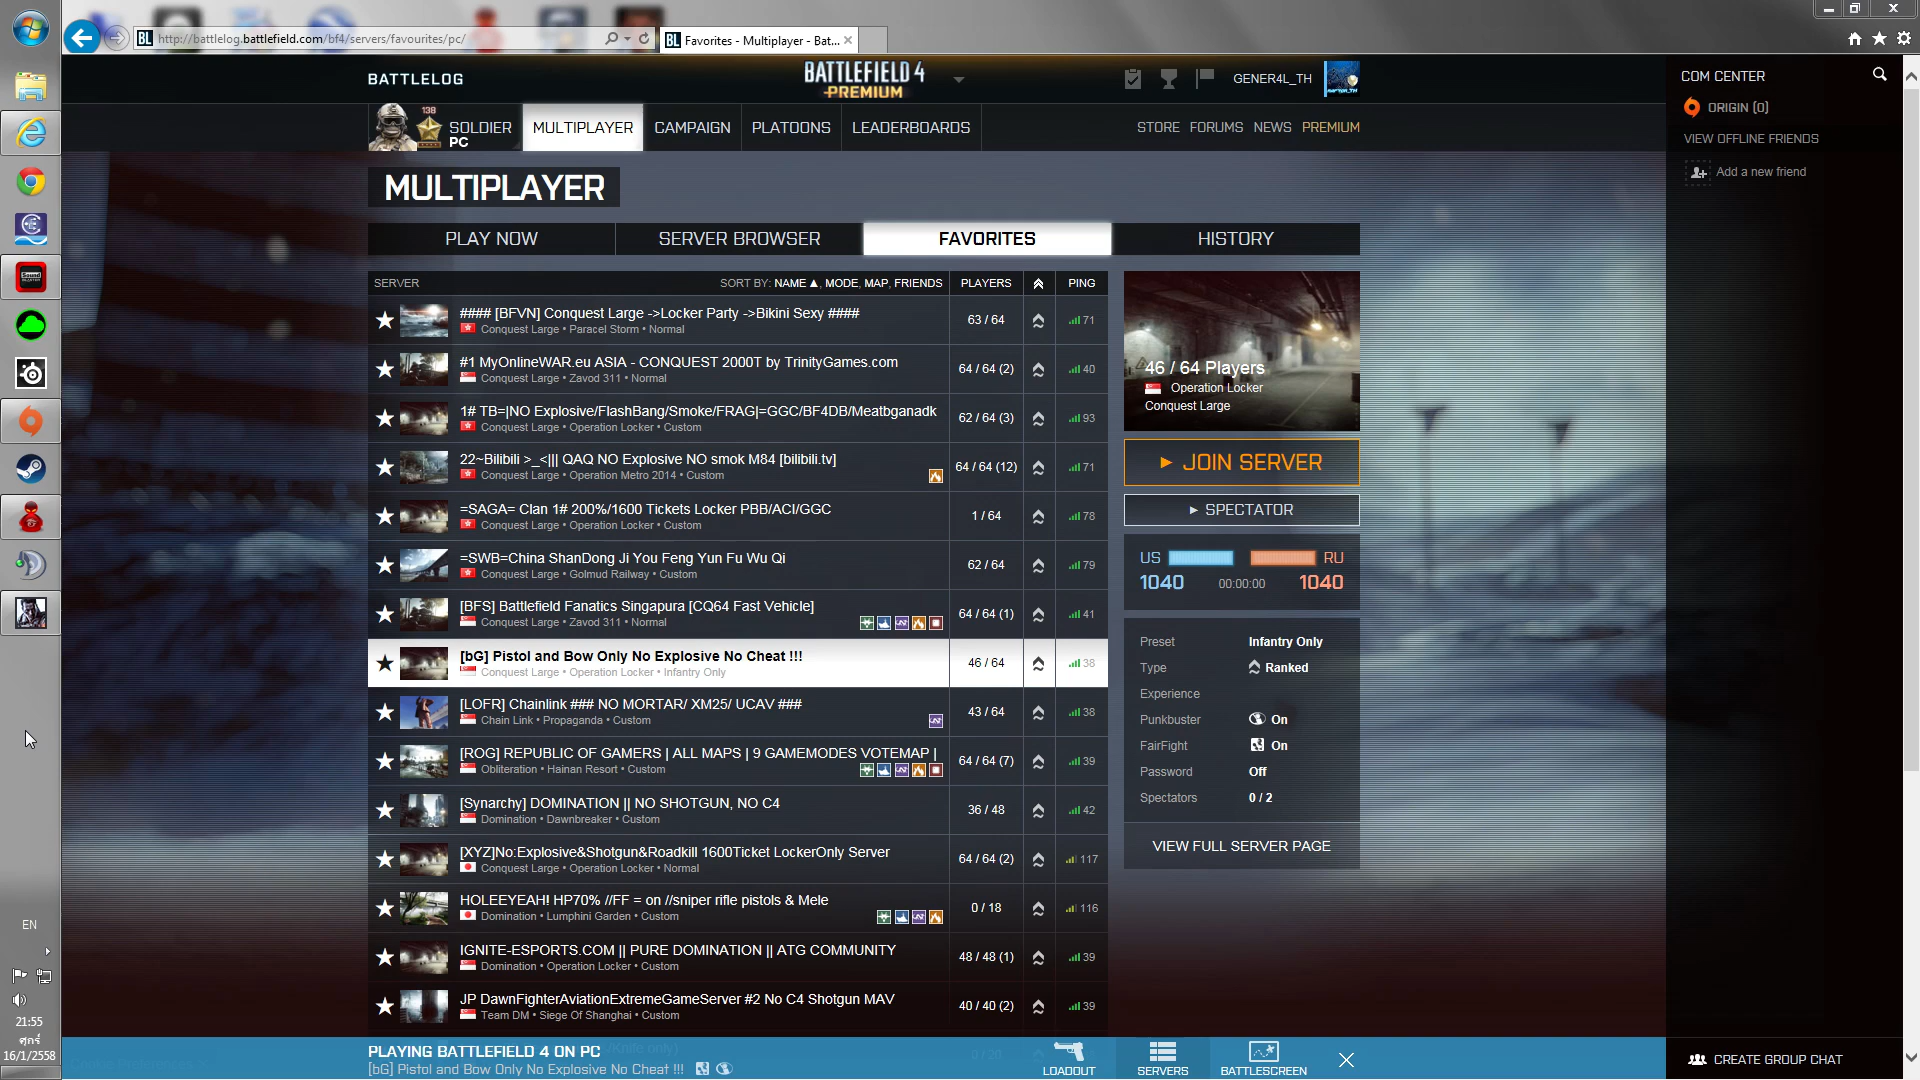 http://battlelog.battlefield.com/bf4/servers/favourites/pc/
BL Favorites - Multiplayer - Bat...
BATTLELOG
BATTLEFIELD 4
PREMIUM
GENER4L_TH
COM CENTER
ORIGIN (0)
VIEW OFFLINE FRIENDS
Add a new friend
138
SOLDIER
PC
MULTIPLAYER
CAMPAIGN
PLATOONS
LEADERBOARDS
STORE FORUMS NEWS PREMIUM
MULTIPLAYER
PLAY NOW
SERVER BROWSER
FAVORITES
HISTORY
SERVER SORT BY: NAME ▲, MODE, MAP, FRIENDS PLAYERS PING
#### [BFVN] Conquest Large ->Locker Party ->Bikini Sexy #### 63 / 64 71
Conquest Large • Paracel Storm • Normal
#1 MyOnlineWAR.eu ASIA - CONQUEST 2000T by TrinityGames.com 64 / 64 (2) 40
Conquest Large • Zavod 311 • Normal
1# TB=|NO Explosive/FlashBang/Smoke/FRAG|=GGC/BF4DB/Meatbganadk 62 / 64 (3) 93
Conquest Large • Operation Locker • Custom
22~Bilibili >_<||| QAQ NO Explosive NO smok M84 [bilibili.tv] 64 / 64 (12) 71
Conquest Large • Operation Metro 2014 • Custom
=SAGA= Clan 1# 200%/1600 Tickets Locker PBB/ACI/GGC 1 / 64 78
Conquest Large • Operation Locker • Custom
=SWB=China ShanDong Ji You Feng Yun Fu Wu Qi 62 / 64 79
Conquest Large • Golmud Railway • Custom
[BFS] Battlefield Fanatics Singapura [CQ64 Fast Vehicle] 64 / 64 (1) 41
Conquest Large • Zavod 311 • Normal
[bG] Pistol and Bow Only No Explosive No Cheat !!! 46 / 64 38
Conquest Large • Operation Locker • Infantry Only
[LOFR] Chainlink ### NO MORTAR/ XM25/ UCAV ### 43 / 64 38
Chain Link • Propaganda • Custom
[ROG] REPUBLIC OF GAMERS | ALL MAPS | 9 GAMEMODES VOTEMAP | 64 / 64 (7) 39
Obliteration • Hainan Resort • Custom
[Synarchy] DOMINATION || NO SHOTGUN, NO C4 36 / 48 42
Domination • Dawnbreaker • Custom
[XYZ]No:Explosive&Shotgun&Roadkill 1600Ticket LockerOnly Server 64 / 64 (2) 117
Conquest Large • Operation Locker • Normal
HOLEEYEAH! HP70% //FF = on //sniper rifle pistols & Mele 0 / 18 116
Domination • Lumphini Garden • Custom
IGNITE-ESPORTS.COM || PURE DOMINATION || ATG COMMUNITY 48 / 48 (1) 39
Domination • Operation Locker • Custom
JP DawnFighterAviationExtremeGameServer #2 No C4 Shotgun MAV 40 / 40 (2) 39
Team DM • Siege Of Shanghai • Custom
46 / 64 Players
Operation Locker
Conquest Large
JOIN SERVER
SPECTATOR
US RU
1040 00:00:00 1040
Preset Infantry Only
Type Ranked
Experience
Punkbuster On
FairFight On
Password Off
Spectators 0 / 2
VIEW FULL SERVER PAGE
PLAYING BATTLEFIELD 4 ON PC
[bG] Pistol and Bow Only No Explosive No Cheat !!!
LOADOUT
SERVERS
BATTLESCREEN
CREATE GROUP CHAT
EN
21:55
ศุกร์
16/1/2558